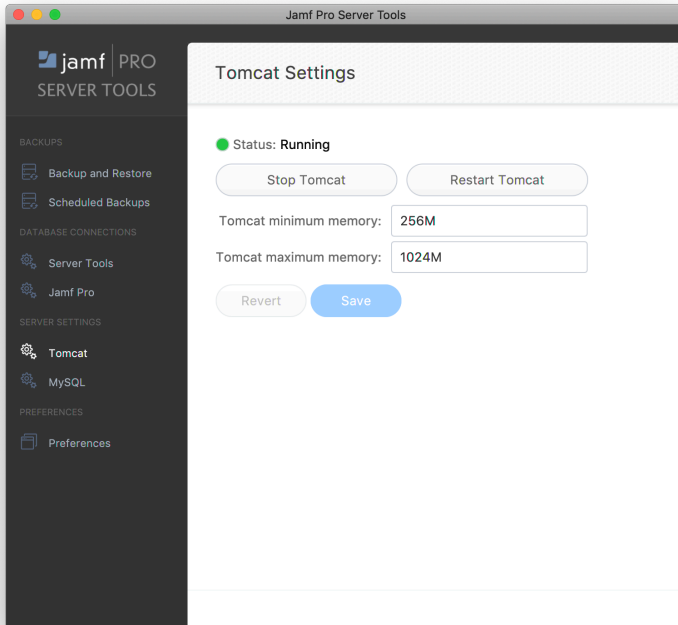 Jamf Pro Server Tools
jamf PRO
SERVER TOOLS
BACKUPS
Backup and Restore
Scheduled Backups
DATABASE CONNECTIONS
Server Tools
Jamf Pro
SERVER SETTINGS
Tomcat
MySQL
PREFERENCES
Preferences
Tomcat Settings
Status: Running
Stop Tomcat Restart Tomcat
Tomcat minimum memory: 256M
Tomcat maximum memory: 1024M
Revert Save